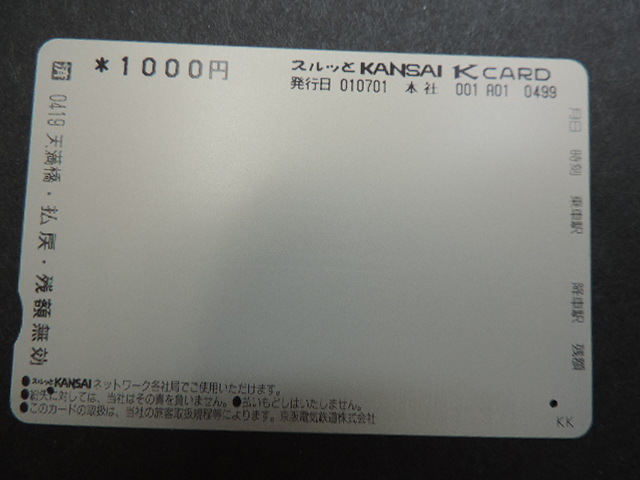 *1000円
スルッとKANSAI K CARD
発行日 010701 本社 001 A01 0499
月日 時刻 乗車駅 降車駅 残額
0419 天満橋・払戻・残額無効
●スルッとKANSAIネットワーク各社局でご使用いただけます。
●紛失に対しては、当社はその責を負いません。●払いもどしはいたしません。
●このカードの取扱は、当社の旅客取扱規程等によります。京阪電気鉄道株式会社
KK